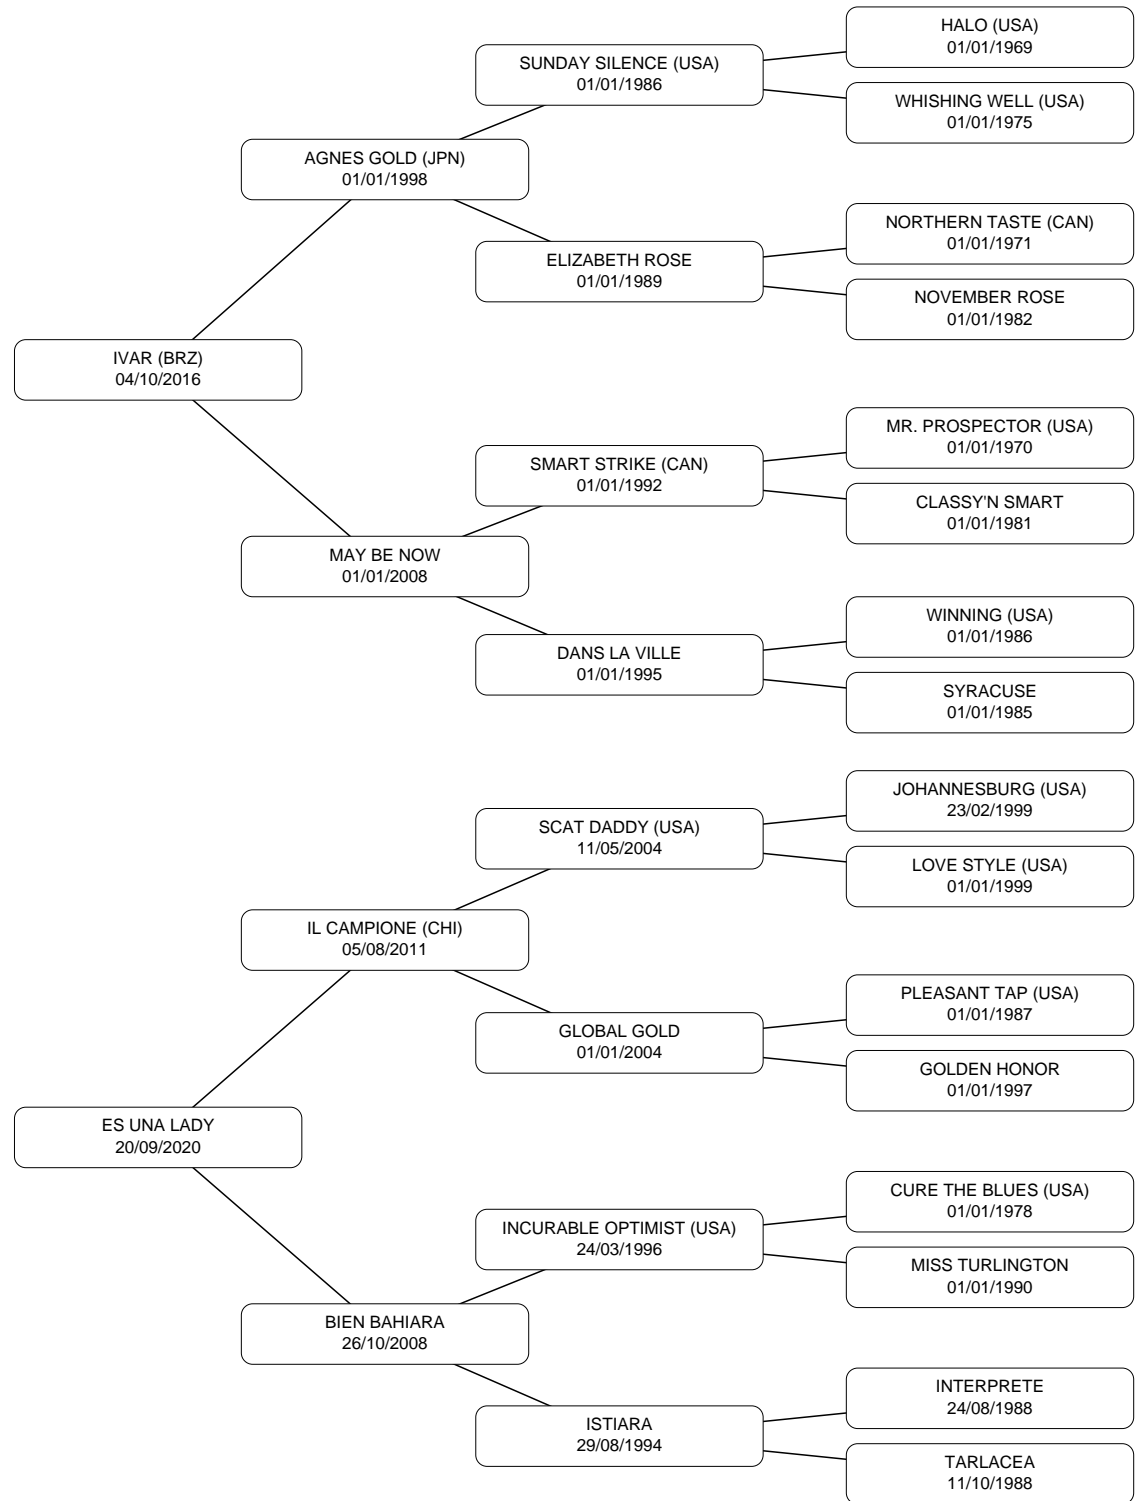 HALO (USA)
01/01/1969
SUNDAY SILENCE (USA)
01/01/1986
WHISHING WELL (USA)
01/01/1975
AGNES GOLD (JPN)
01/01/1998
NORTHERN TASTE (CAN)
01/01/1971
ELIZABETH ROSE
01/01/1989
NOVEMBER ROSE
01/01/1982
IVAR (BRZ)
04/10/2016
MR. PROSPECTOR (USA)
01/01/1970
SMART STRIKE (CAN)
01/01/1992
CLASSY'N SMART
01/01/1981
MAY BE NOW
01/01/2008
WINNING (USA)
01/01/1986
DANS LA VILLE
01/01/1995
SYRACUSE
01/01/1985
JOHANNESBURG (USA)
23/02/1999
SCAT DADDY (USA)
11/05/2004
LOVE STYLE (USA)
01/01/1999
IL CAMPIONE (CHI)
05/08/2011
PLEASANT TAP (USA)
01/01/1987
GLOBAL GOLD
01/01/2004
GOLDEN HONOR
01/01/1997
ES UNA LADY
20/09/2020
CURE THE BLUES (USA)
01/01/1978
INCURABLE OPTIMIST (USA)
24/03/1996
MISS TURLINGTON
01/01/1990
BIEN BAHIARA
26/10/2008
INTERPRETE
24/08/1988
ISTIARA
29/08/1994
TARLACEA
11/10/1988